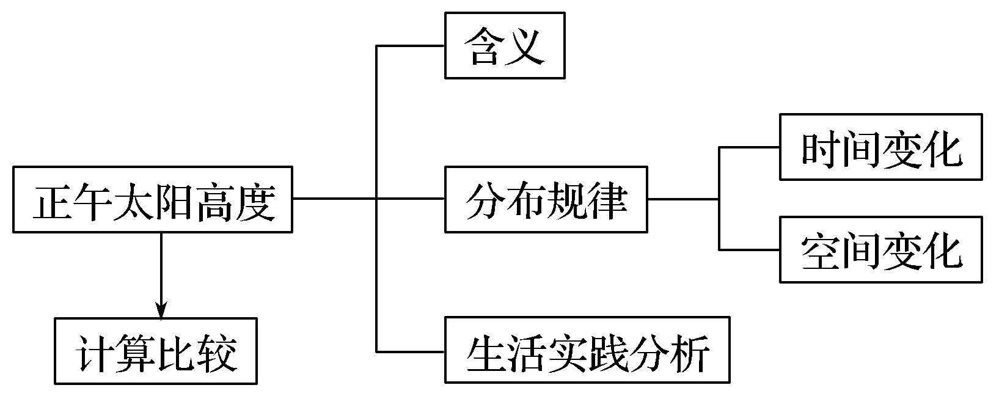 含义
时间变化
正午太阳高度
分布规律
空间变化
计算比较
生活实践分析